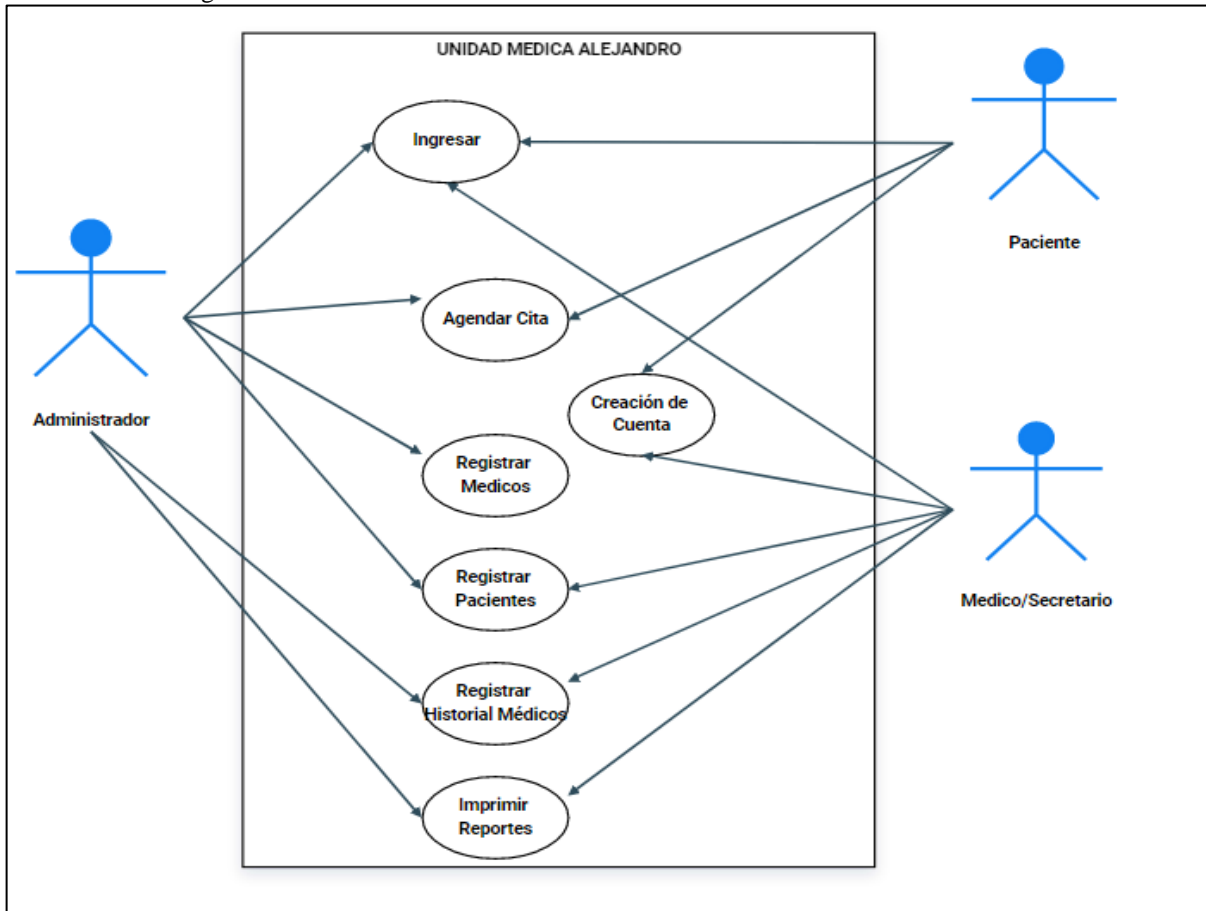 UNIDAD MEDICA ALEJANDRO
Ingresar
Paciente
Agendar Cita
Creación de
Cuenta
Administrador
Registrar
Medicos
Registrar
Pacientes
Medico/Secretario
Registrar
Historial Médicos
Imprimir
Reportes